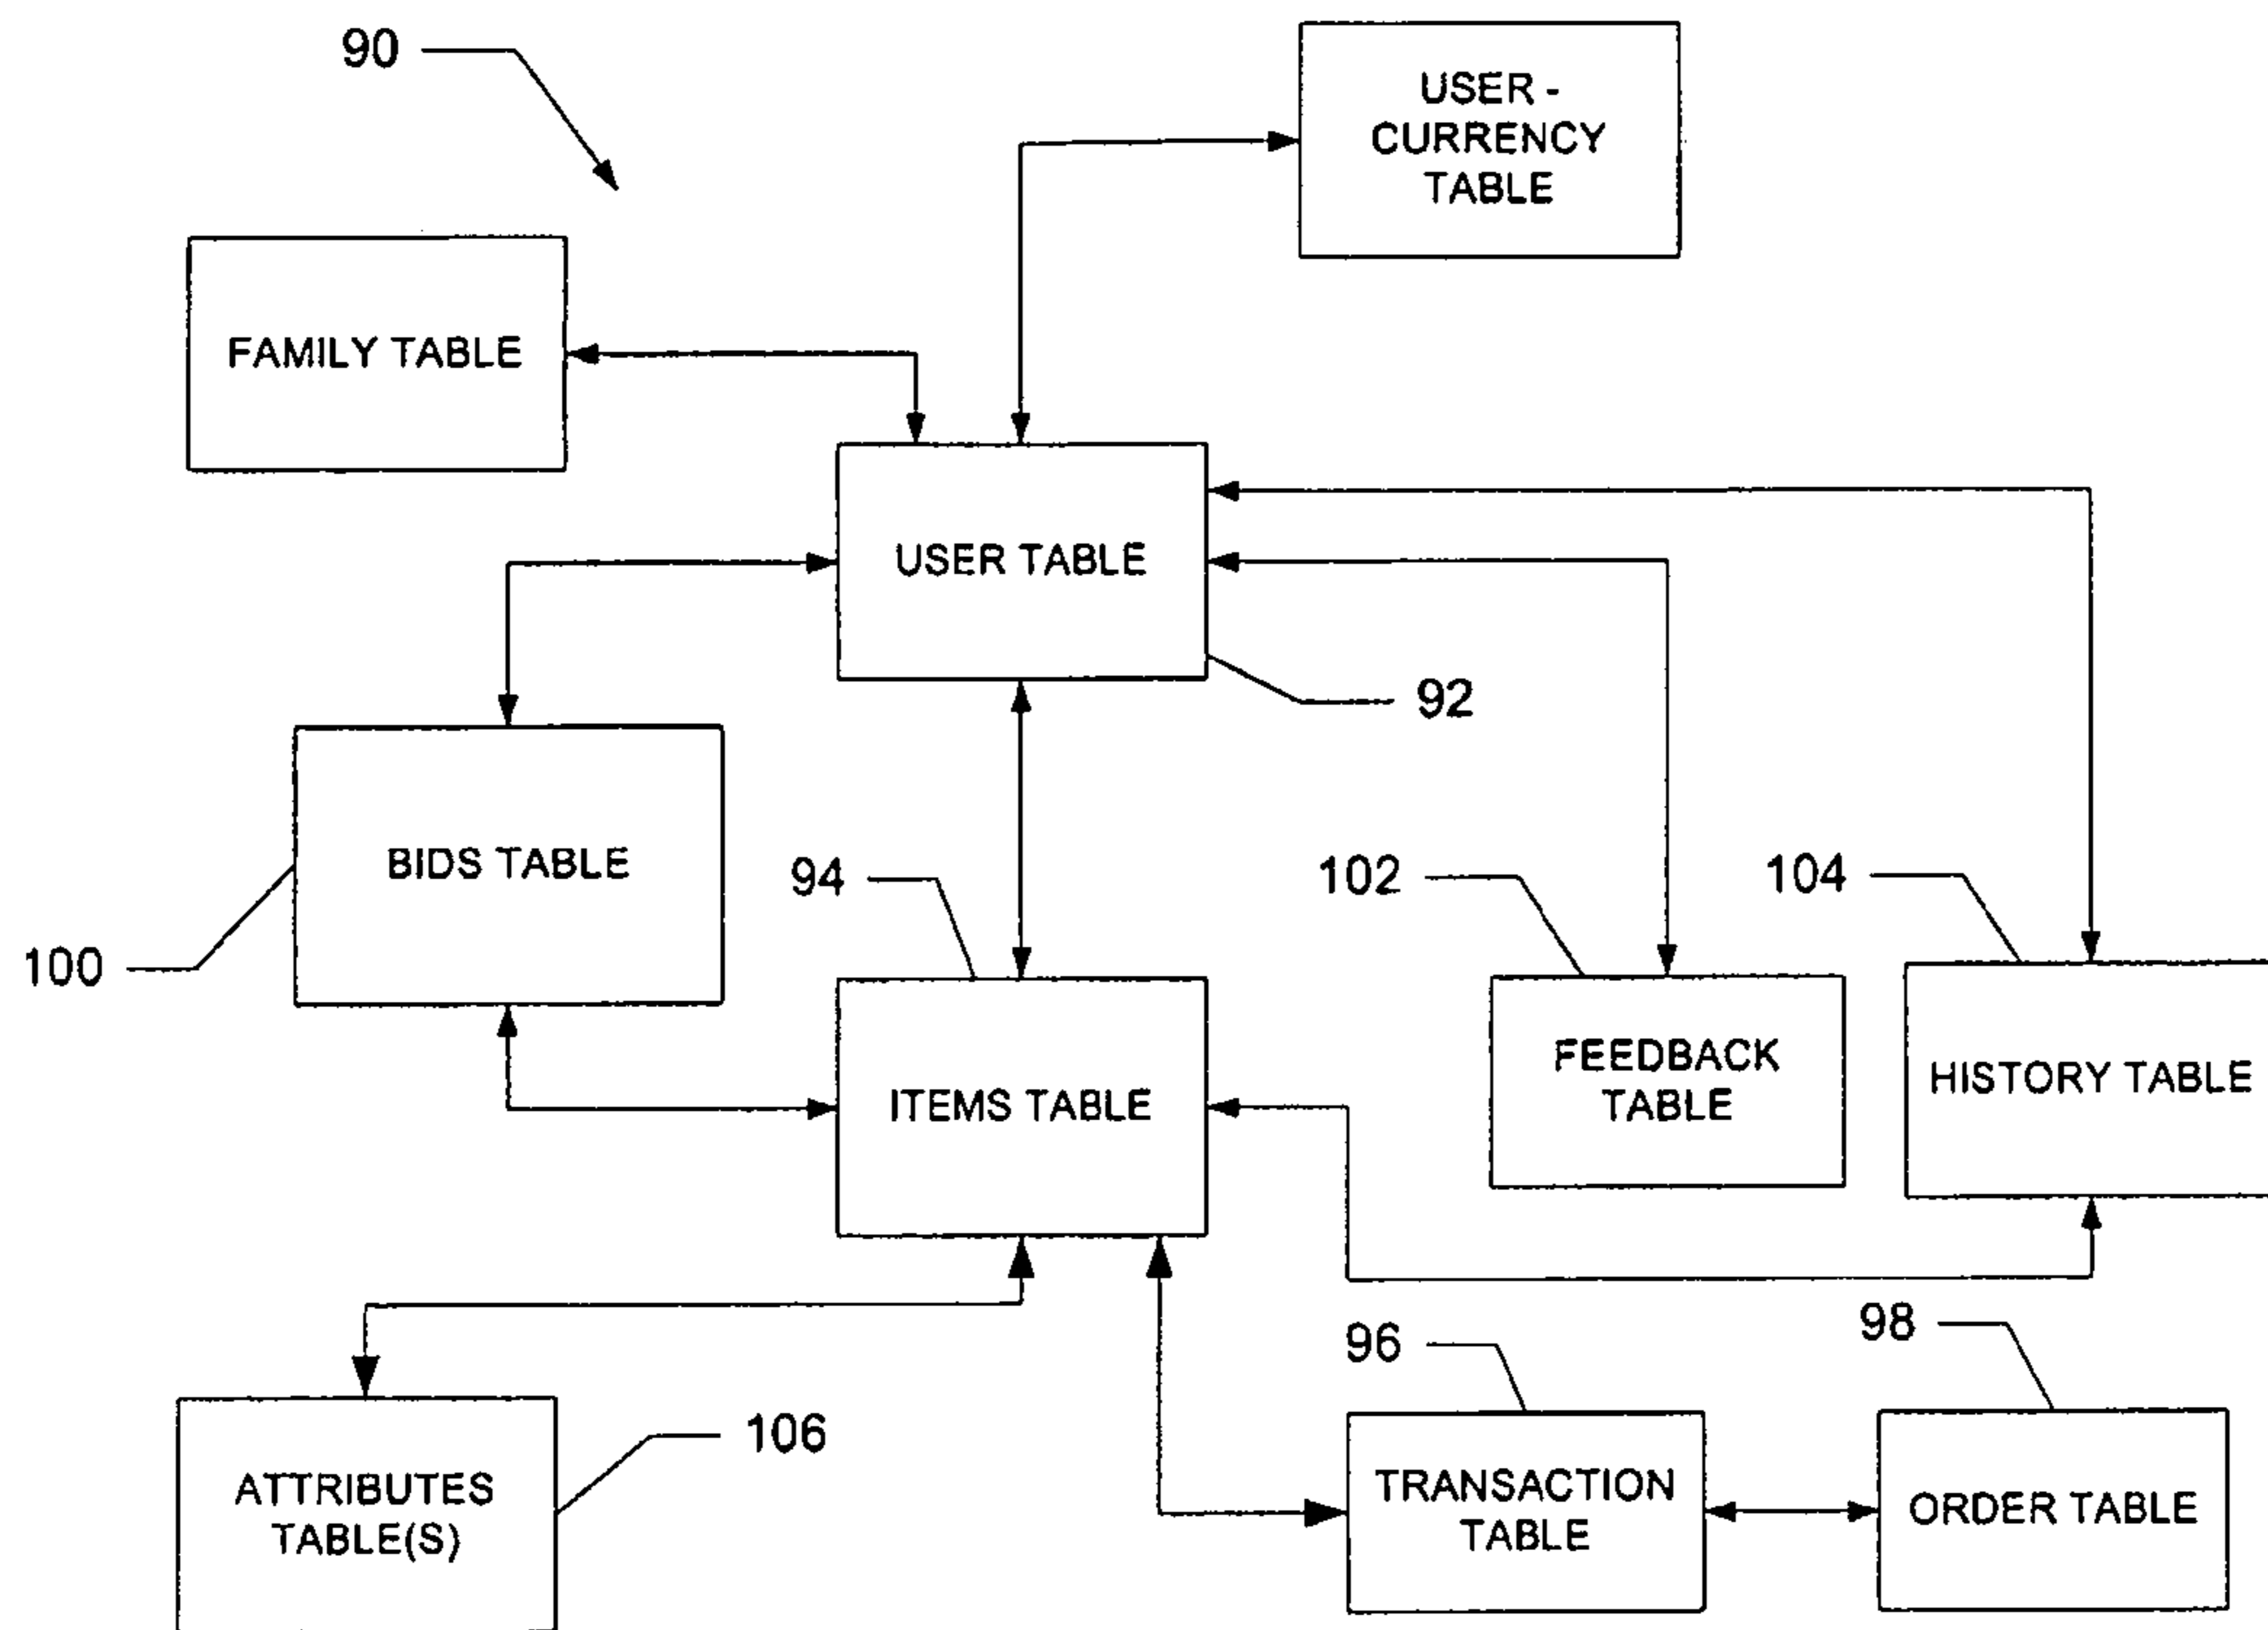 90
USER -
CURRENCY
TABLE
FAMILY TABLE
USER TABLE
92
BIDS TABLE
94
102
104
100
FEEDBACK
TABLE
HISTORY TABLE
ITEMS TABLE
96
98
106
ATTRIBUTES
TABLE(S)
TRANSACTION
TABLE
ORDER TABLE